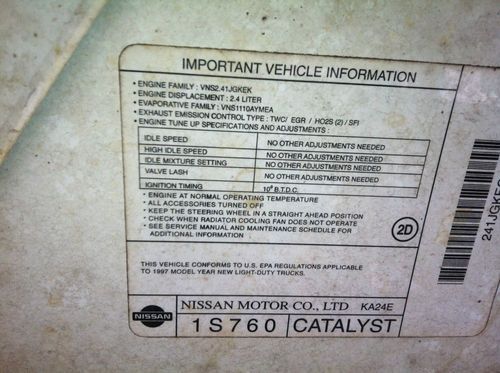 IMPORTANT VEHICLE INFORMATION
• ENGINE FAMILY : VNS2.41JGKEK
• ENGINE DISPLACEMENT : 2.4 LITER
• EVAPORATIVE FAMILY : VNS1110AYMEA
• EXHAUST EMISSION CONTROL TYPE : TWC/ EGR / HO2S (2) / SFI
• ENGINE TUNE UP SPECIFICATIONS AND ADJUSTMENTS :
IDLE SPEED NO OTHER ADJUSTMENTS NEEDED
HIGH IDLE SPEED NO OTHER ADJUSTMENTS NEEDED
IDLE MIXTURE SETTING NO OTHER ADJUSTMENTS NEEDED
VALVE LASH NO OTHER ADJUSTMENTS NEEDED
IGNITION TIMING 10° B.T.D.C.
• ENGINE AT NORMAL OPERATING TEMPERATURE
• ALL ACCESSORIES TURNED OFF
• KEEP THE STEERING WHEEL IN A STRAIGHT AHEAD POSITION
• CHECK WHEN RADIATOR COOLING FAN DOES NOT OPERATE
• SEE SERVICE MANUAL AND MAINTENANCE SCHEDULE FOR
ADDITIONAL INFORMATION
2D
THIS VEHICLE CONFORMS TO U.S. EPA REGULATIONS APPLICABLE
TO 1997 MODEL YEAR NEW LIGHT-DUTY TRUCKS.
NISSAN
NISSAN MOTOR CO., LTD KA24E
1S760 CATALYST